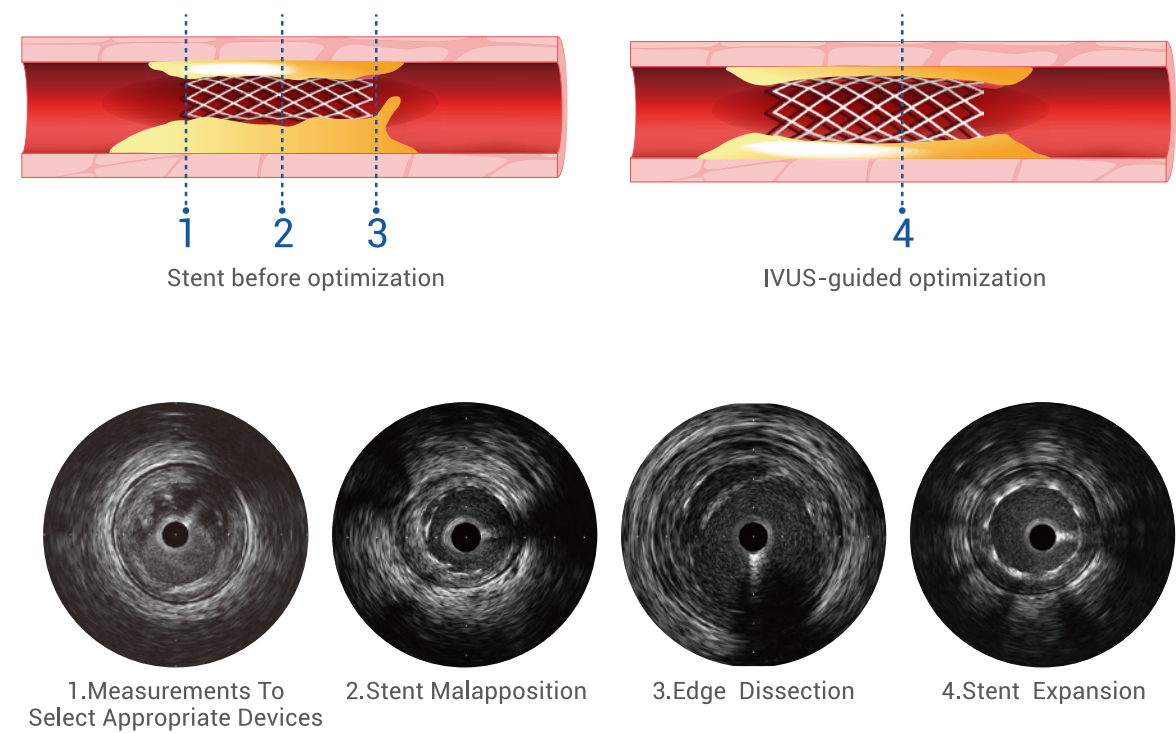 1
2
3
4
Stent before optimization
IVUS-guided optimization
1.Measurements To
Select Appropriate Devices
2.Stent Malapposition
3.Edge Dissection
4.Stent Expansion